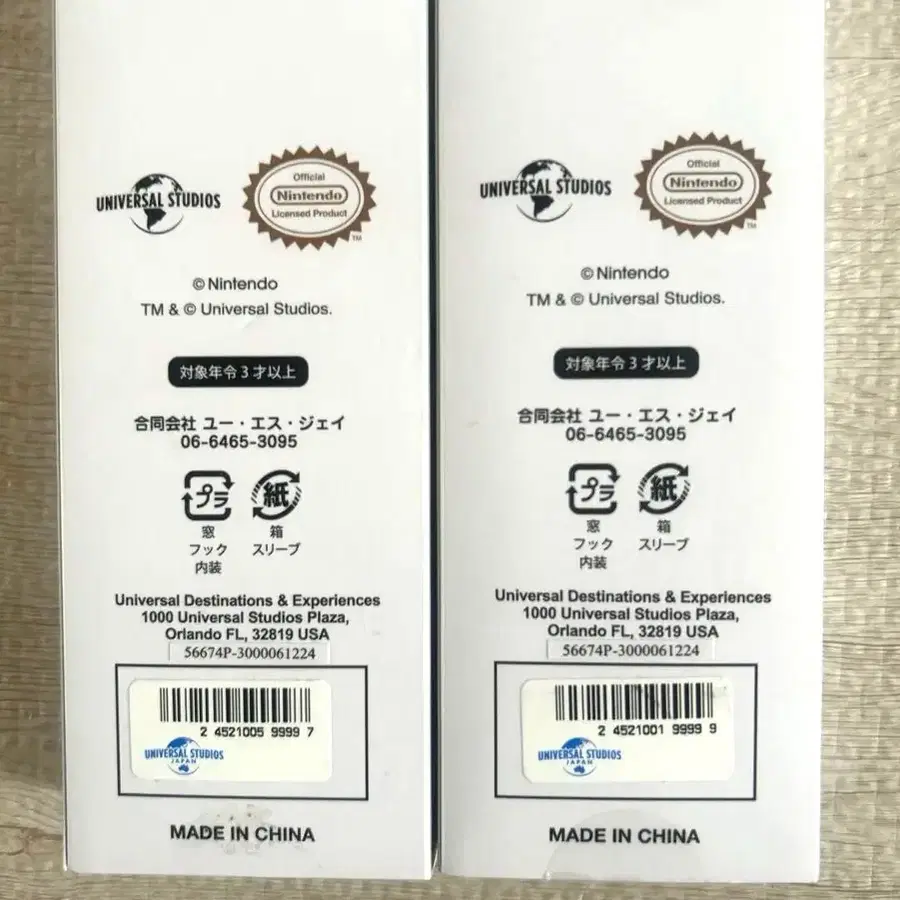 UNIVERSAL STUDIOS
Official
Nintendo
Licensed Product
TM
©Nintendo
TM & © Universal Studios.
対象年令3才以上
合同会社 ユー・エス・ジェイ
06-6465-3095
プラ
紙
窓
フック
内装
箱
スリーブ
Universal Destinations & Experiences
1000 Universal Studios Plaza,
Orlando FL, 32819 USA
56674P-3000061224
2 4521005 9999 7
UNIVERSAL STUDIOS
JAPAN
MADE IN CHINA
UNIVERSAL STUDIOS
Official
Nintendo
Licensed Product
TM
©Nintendo
TM & © Universal Studios.
対象年令3才以上
合同会社 ユー・エス・ジェイ
06-6465-3095
プラ
紙
窓
フック
内装
箱
スリーブ
Universal Destinations & Experiences
1000 Universal Studios Plaza,
Orlando FL, 32819 USA
56674P-3000061224
2 4521001 9999 9
UNIVERSAL STUDIOS
JAPAN
MADE IN CHINA